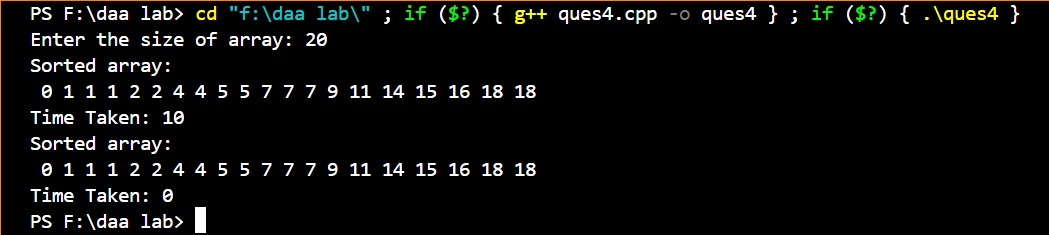 PS F:\daa lab> cd "f:\daa lab\" ; if ($?) { g++ ques4.cpp -o ques4 } ; if ($?) { .\ques4 }
Enter the size of array: 20
Sorted array:
 0 1 1 1 2 2 4 4 5 5 7 7 7 9 11 14 15 16 18 18
Time Taken: 10
Sorted array:
 0 1 1 1 2 2 4 4 5 5 7 7 7 9 11 14 15 16 18 18
Time Taken: 0
PS F:\daa lab>